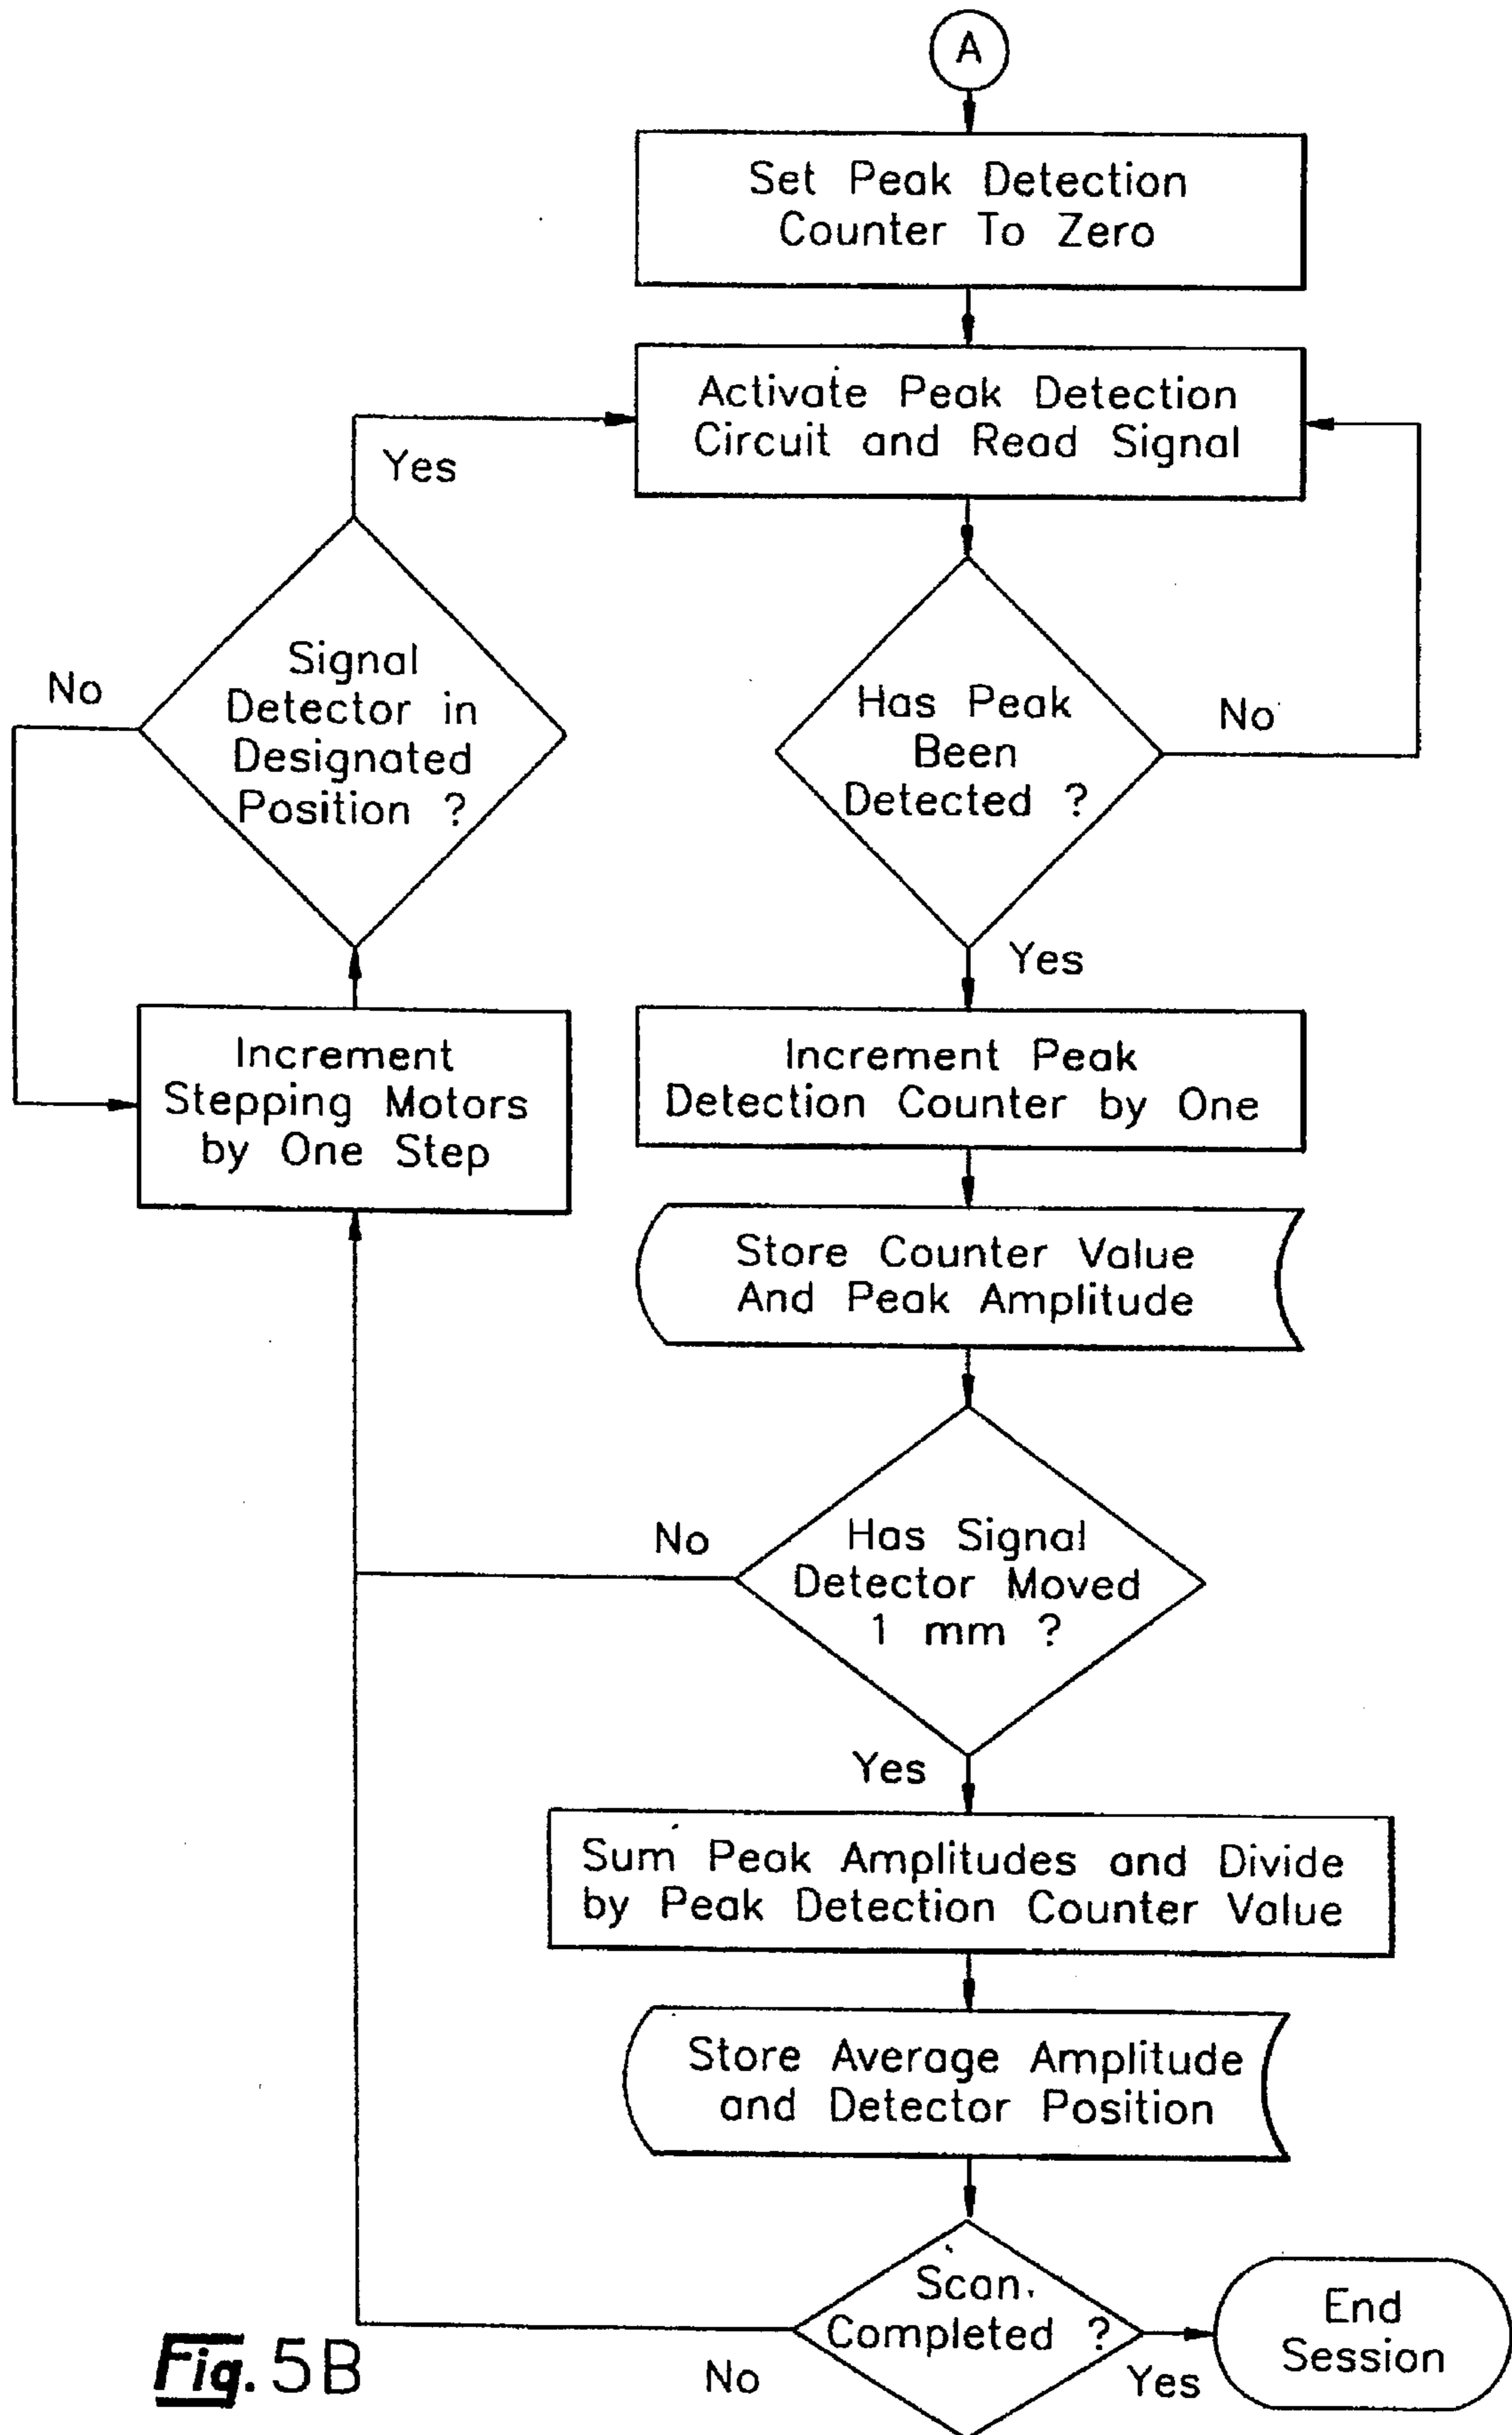 A
Set Peak Detection
Counter To Zero
Activate Peak Detection
Circuit and Read Signal
Yes
Signal
Detector in
Designated
Position ?
No
Has Peak
Been
Detected ?
No
Yes
Increment
Stepping Motors
by One Step
Increment Peak
Detection Counter by One
Store Counter Value
And Peak Amplitude
Has Signal
Detector Moved
1 mm ?
No
Yes
Sum Peak Amplitudes and Divide
by Peak Detection Counter Value
Store Average Amplitude
and Detector Position
Scan
Completed ?
No
Yes
End
Session
Fig. 5B